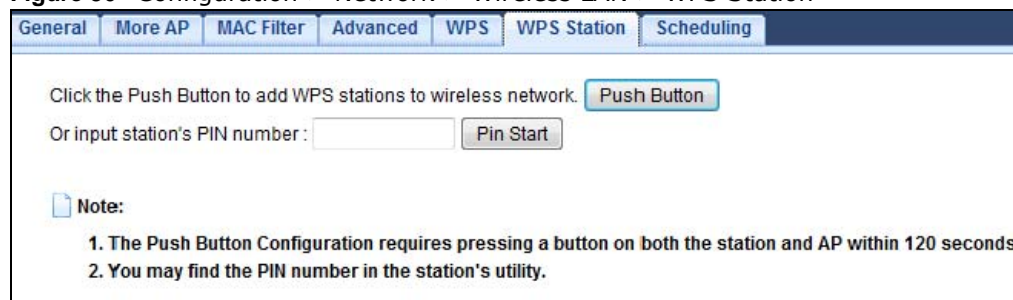 General More AP MAC Filter Advanced WPS WPS Station Scheduling
Click the Push Button to add WPS stations to wireless network. Push Button
Or input station's PIN number : Pin Start
Note:
1. The Push Button Configuration requires pressing a button on both the station and AP within 120 seconds
2. You may find the PIN number in the station's utility.